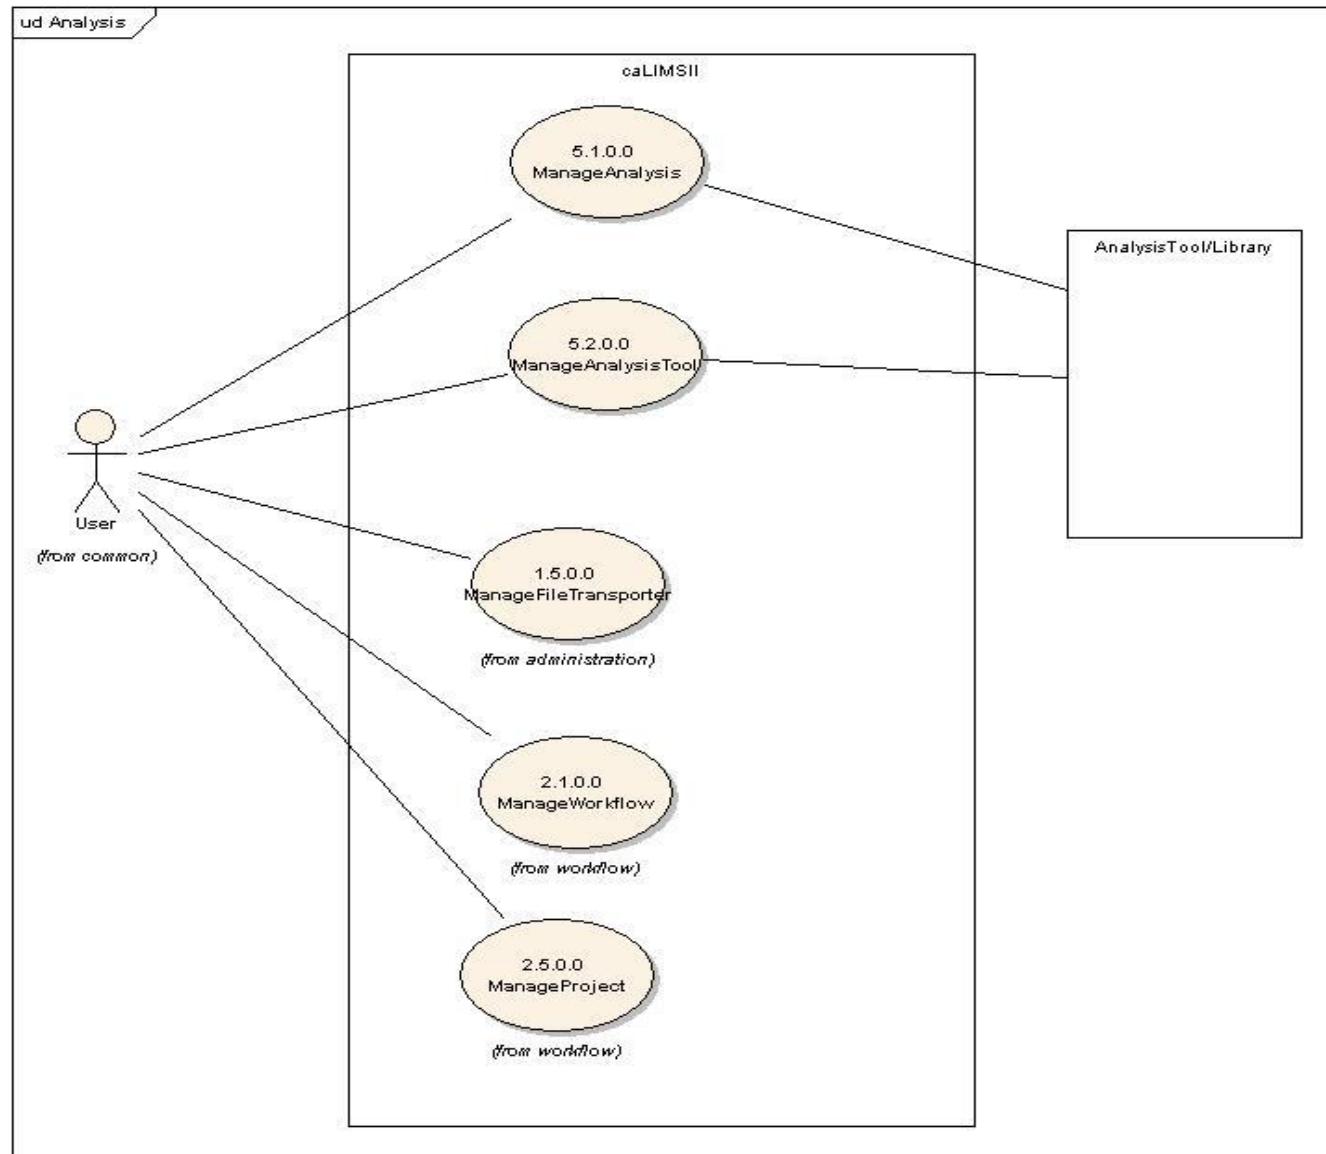 ud Analysis
caLIMSII
5.1.0.0
ManageAnalysis
AnalysisTool/Library
5.2.0.0
ManageAnalysisTool
User
(from common)
1.5.0.0
ManageFileTransporter
(from administration)
2.1.0.0
ManageWorkflow
(from workflow)
2.5.0.0
ManageProject
(from workflow)